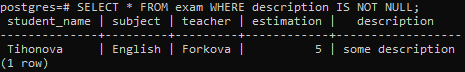 postgres=# SELECT * FROM exam WHERE description IS NOT NULL;
 student_name | subject | teacher | estimation |    description
--------------+---------+---------+------------+------------------
 Tihonova     | English | Forkova |          5 | some description
(1 row)